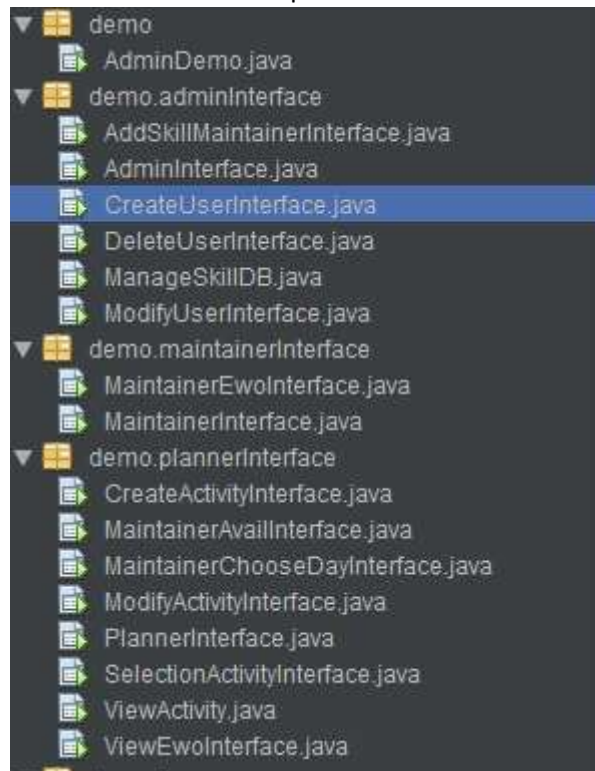 demo
AdminDemo.java
demo.adminInterface
AddSkillMaintainerInterface.java
AdminInterface.java
CreateUserInterface.java
DeleteUserInterface.java
ManageSkillDB.java
ModifyUserInterface.java
demo.maintainerInterface
MaintainerEwoInterface.java
MaintainerInterface.java
demo.plannerInterface
CreateActivityInterface.java
MaintainerAvailInterface.java
MaintainerChooseDayInterface.java
ModifyActivityInterface.java
PlannerInterface.java
SelectionActivityInterface.java
ViewActivity.java
ViewEwoInterface.java